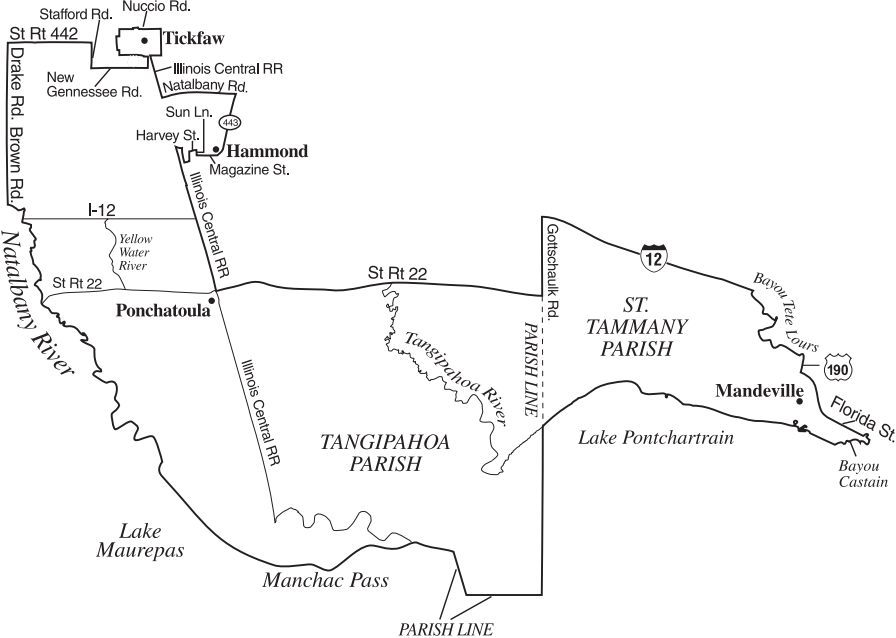 Nuccio Rd.
Stafford Rd.
St Rt 442
Tickfaw
Illinois Central RR
New
Gennessee Rd.
Natalbany Rd.
Drake Rd. Brown Rd.
Sun Ln.
443
Harvey St.
Hammond
Magazine St.
Illinois Central RR
I-12
Yellow
Water
River
Natalbany River
St Rt 22
Ponchatoula
St Rt 22
Gottschaulk Rd.
12
Bayou Tete Lours
ST.
TAMMANY
PARISH
PARISH LINE
Tangipahoa River
190
Mandeville
Florida St.
Illinois Central RR
TANGIPAHOA
PARISH
Lake Pontchartrain
Bayou
Castain
Lake
Maurepas
Manchac Pass
PARISH LINE